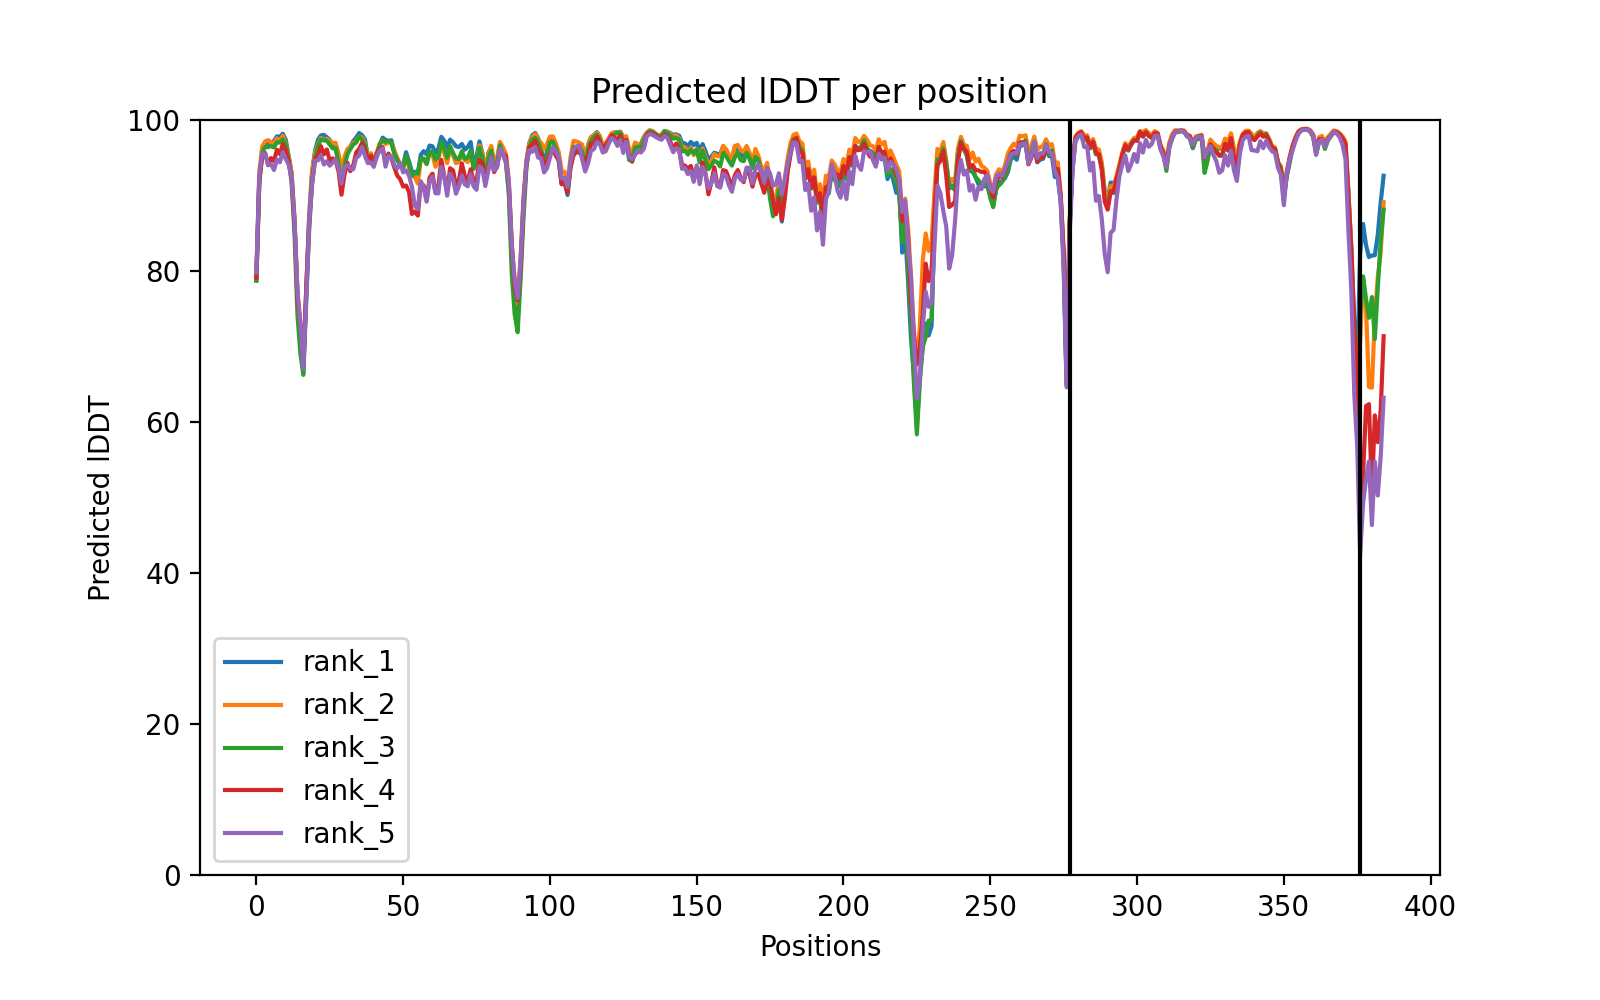 Predicted lDDT per position
100
80
60
40
20
0
Predicted lDDT
rank_1
rank_2
rank_3
rank_4
rank_5
0 50 100 150 200 250 300 350 400
Positions